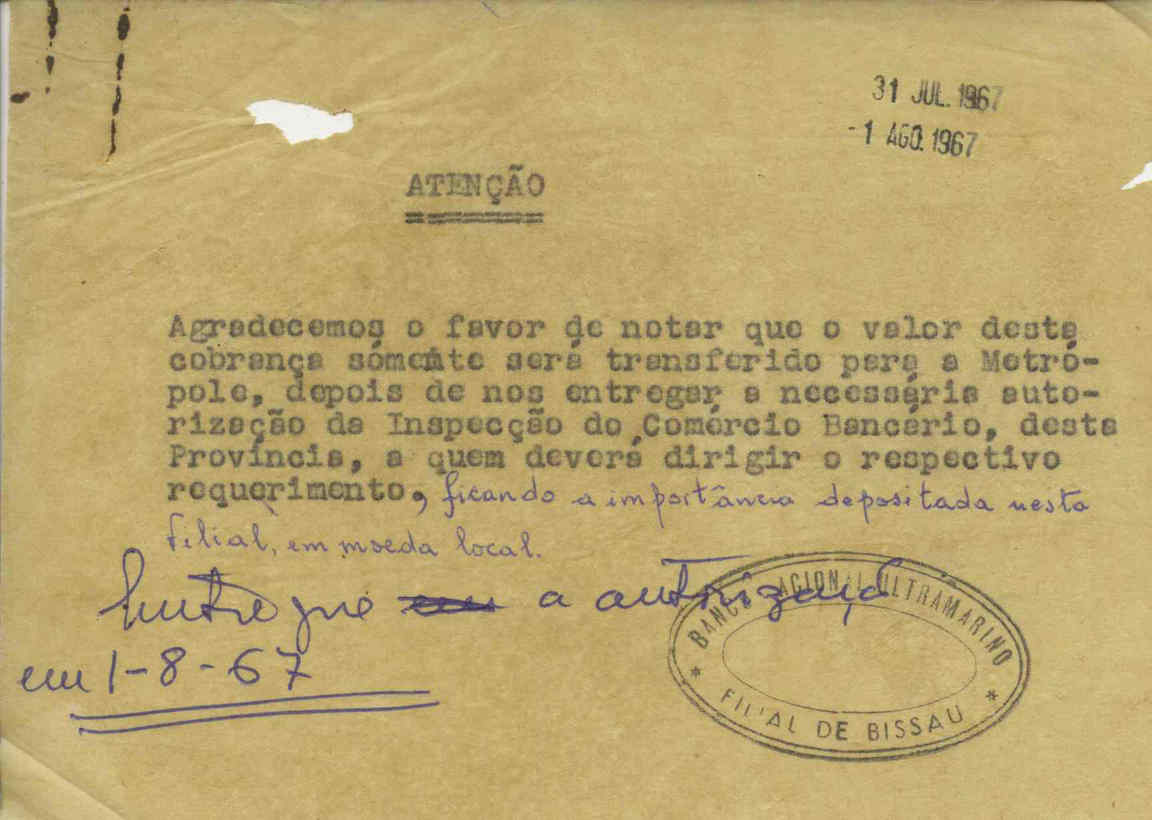 31 JUL. 1967
-1 AGO. 1967
ATENÇÃO
Agradecemos o favor de notar que o valor desta
cobrança sòmente será transferido para a Metró-
pole, depois de nos entregar a necessária auto-
rização da Inspecção do Comércio Bancário, desta
Província, a quem deverá dirigir o respectivo
requerimento, ficando a importância depositada nesta
filial, em moeda local.
Entregue a autorização
em 1-8-67
BANCO NACIONAL ULTRAMARINO
* FILIAL DE BISSAU *